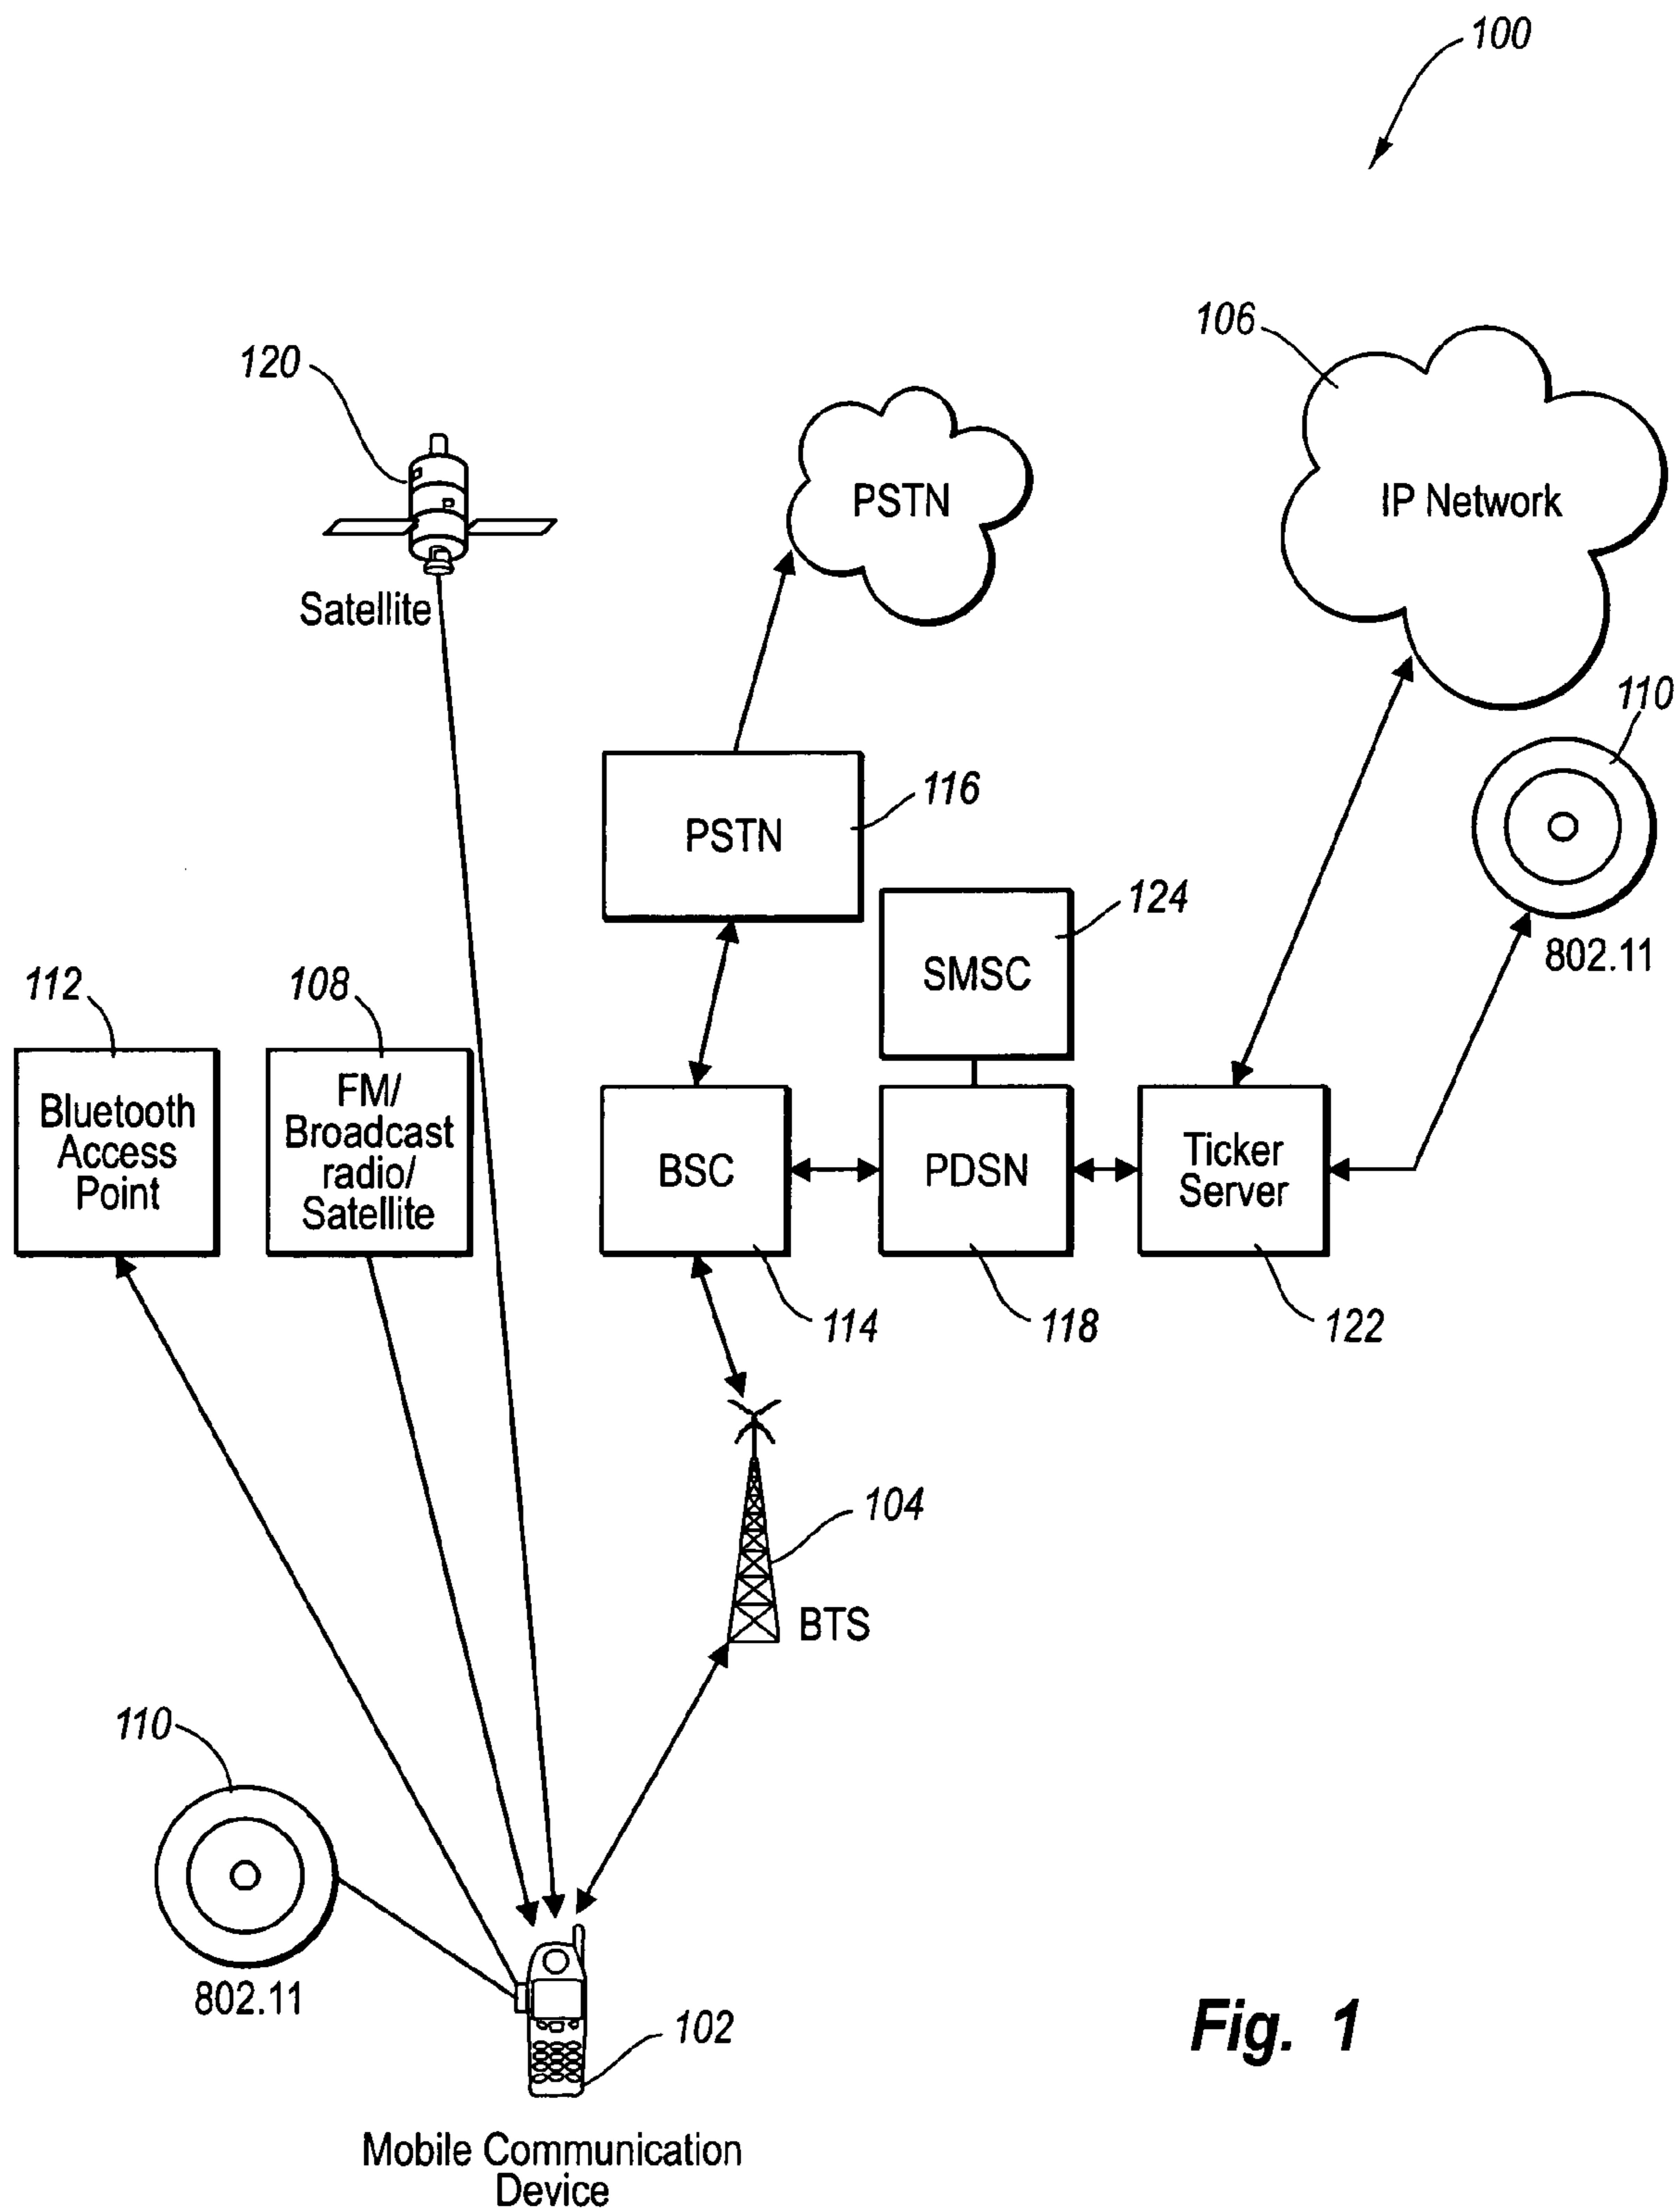 100
106
120
PSTN
IP Network
Satellite
110
PSTN
116
124
SMSC
802.11
112
108
Bluetooth
Access
Point
FM/
Broadcast
radio/
Satellite
BSC
PDSN
Ticker
Server
114
118
122
104
BTS
110
802.11
102
Fig. 1
Mobile Communication
Device